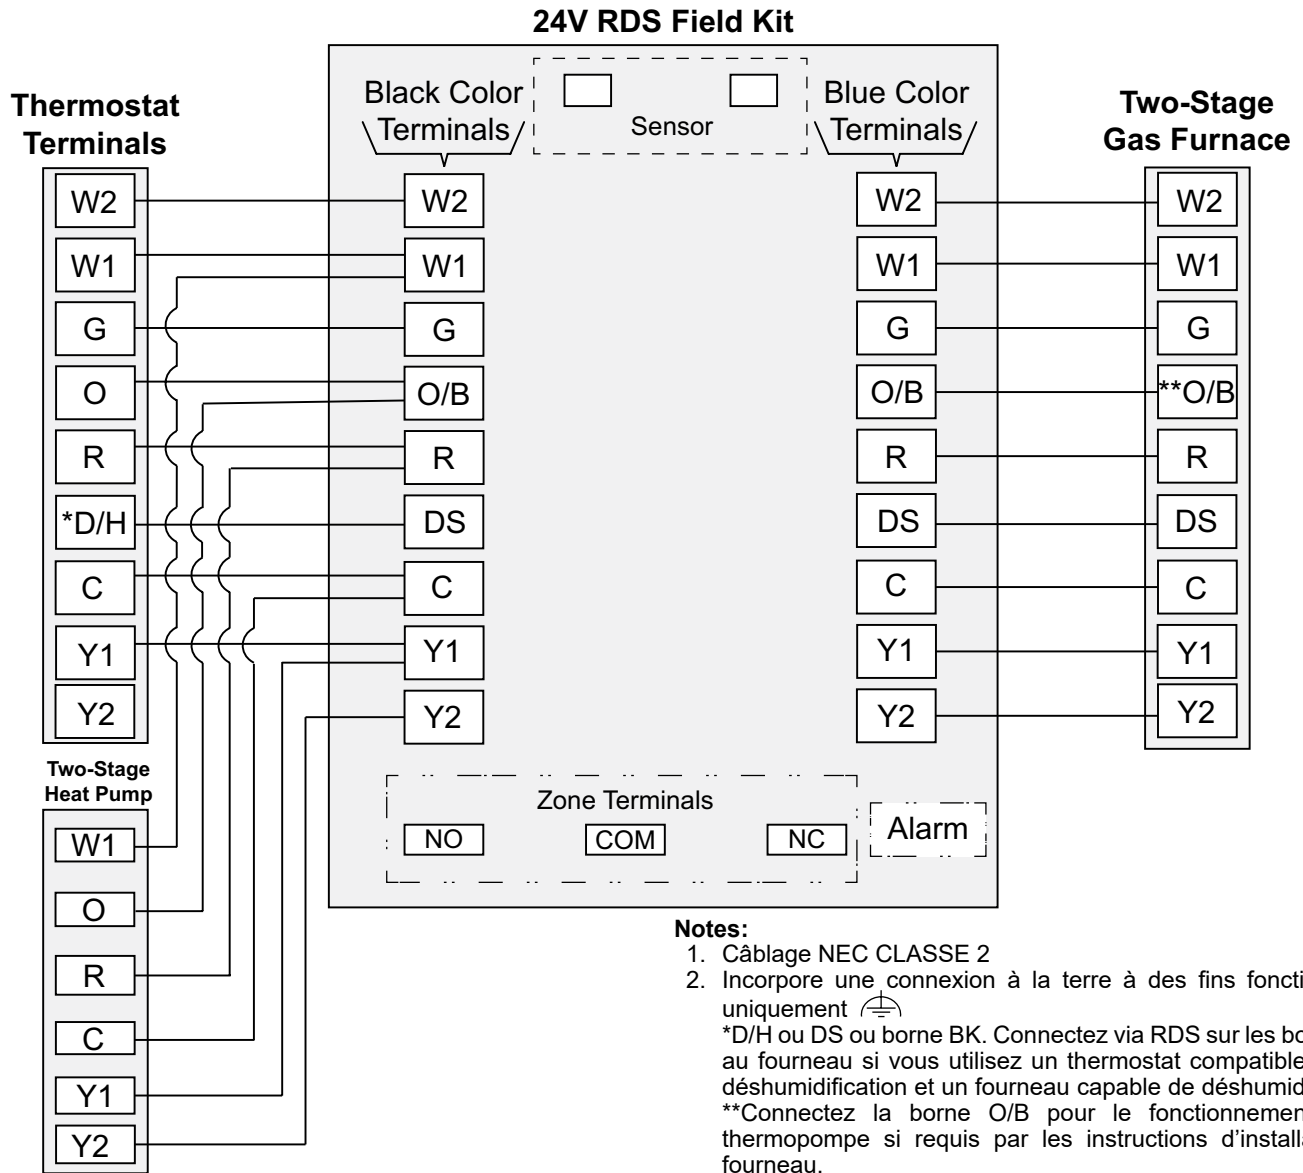 24V RDS Field Kit
Thermostat
Terminals
Black Color
Terminals
Sensor
Blue Color
Terminals
Two-Stage
Gas Furnace
W2
W1
G
O
R
*D/H
C
Y1
Y2
W2
W1
G
O/B
R
DS
C
Y1
Y2
W2
W1
G
O/B
R
DS
C
Y1
Y2
W2
W1
G
**O/B
R
DS
C
Y1
Y2
Two-Stage
Heat Pump
W1
O
R
C
Y1
Y2
Zone Terminals
NO
COM
NC
Alarm
Notes:
1. Câblage NEC CLASSE 2
2. Incorpore une connexion à la terre à des fins
uniquement
*D/H ou DS ou borne BK. Connectez via RDS sur les
au fourneau si vous utilisez un thermostat compatible
déshumidification et un fourneau capable de
**Connectez la borne O/B pour le
thermopompe si requis par les instructions
fourneau.